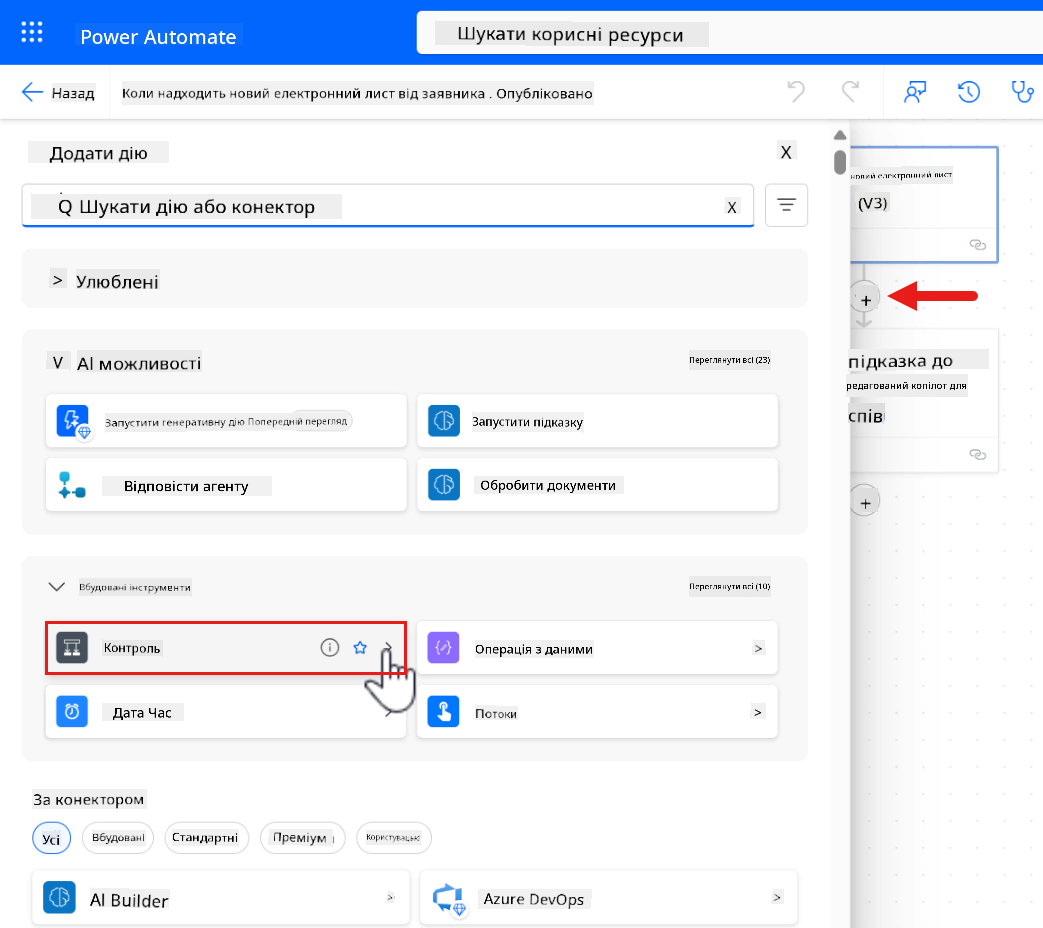 Power Automate
Шукати корисні ресурси
Назад
Коли надходить новий електронний лист від заявника . Опубліковано
Додати дію
X
Q Шукати дію або конектор
X
новий електронний лист
(V3)
> Улюблені
V AI можливості
Переглянути всі (23)
Запустити генеративну дію Попередній перегляд
Запустити підказку
Відповісти агенту
Обробити документи
підказка до
редагований копілот для
спів
Вбудовані інструменти
Переглянути всі (10)
Контроль
Операція з даними
>
Дата Час
Потоки
>
За конектором
Усі
Вбудовані
Стандартні
Преміум
AI Builder
>
Azure DevOps
>